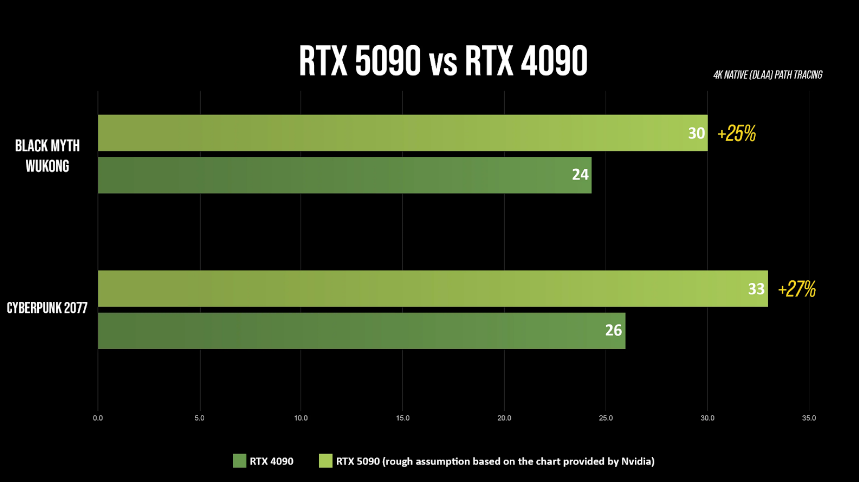 RTX 5090 vs RTX 4090
4K NATIVE (DLAA) PATH TRACING
BLACK MYTH
WUKONG
30
+25%
24
CYBERPUNK 2077
33
+27%
26
0.0 5.0 10.0 15.0 20.0 25.0 30.0 35.0
RTX 4090 RTX 5090 (rough assumption based on the chart provided by Nvidia)